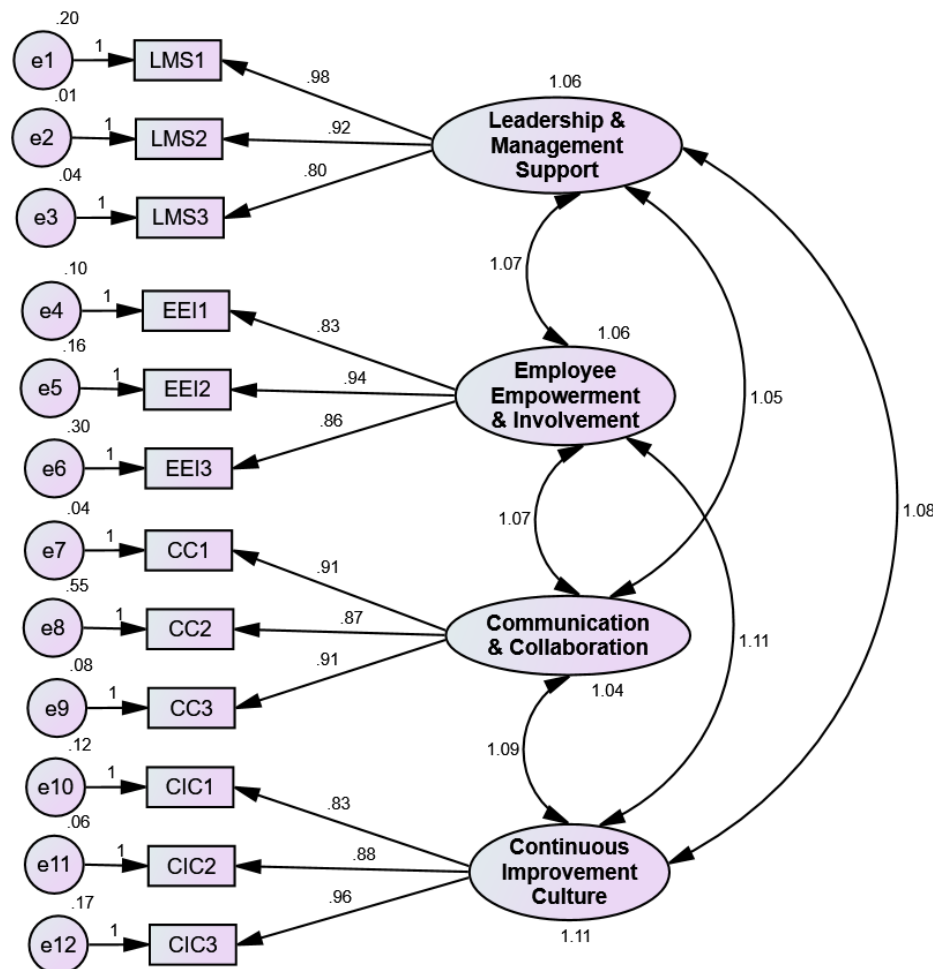 .20
e1
1
LMS1
.98
.01
e2
1
LMS2
.92
.04
e3
1
LMS3
.80
1.06
Leadership &
Management
Support
1.07
.10
e4
1
EEI1
.83
.16
e5
1
EEI2
.94
.30
e6
1
EEI3
.86
1.06
Employee
Empowerment
& Involvement
1.05
1.08
1.07
.04
e7
1
CC1
.91
.55
e8
1
CC2
.87
.08
e9
1
CC3
.91
Communication
& Collaboration
1.04
1.11
1.09
.12
e10
1
CIC1
.83
.06
e11
1
CIC2
.88
.17
e12
1
CIC3
.96
Continuous
Improvement
Culture
1.11